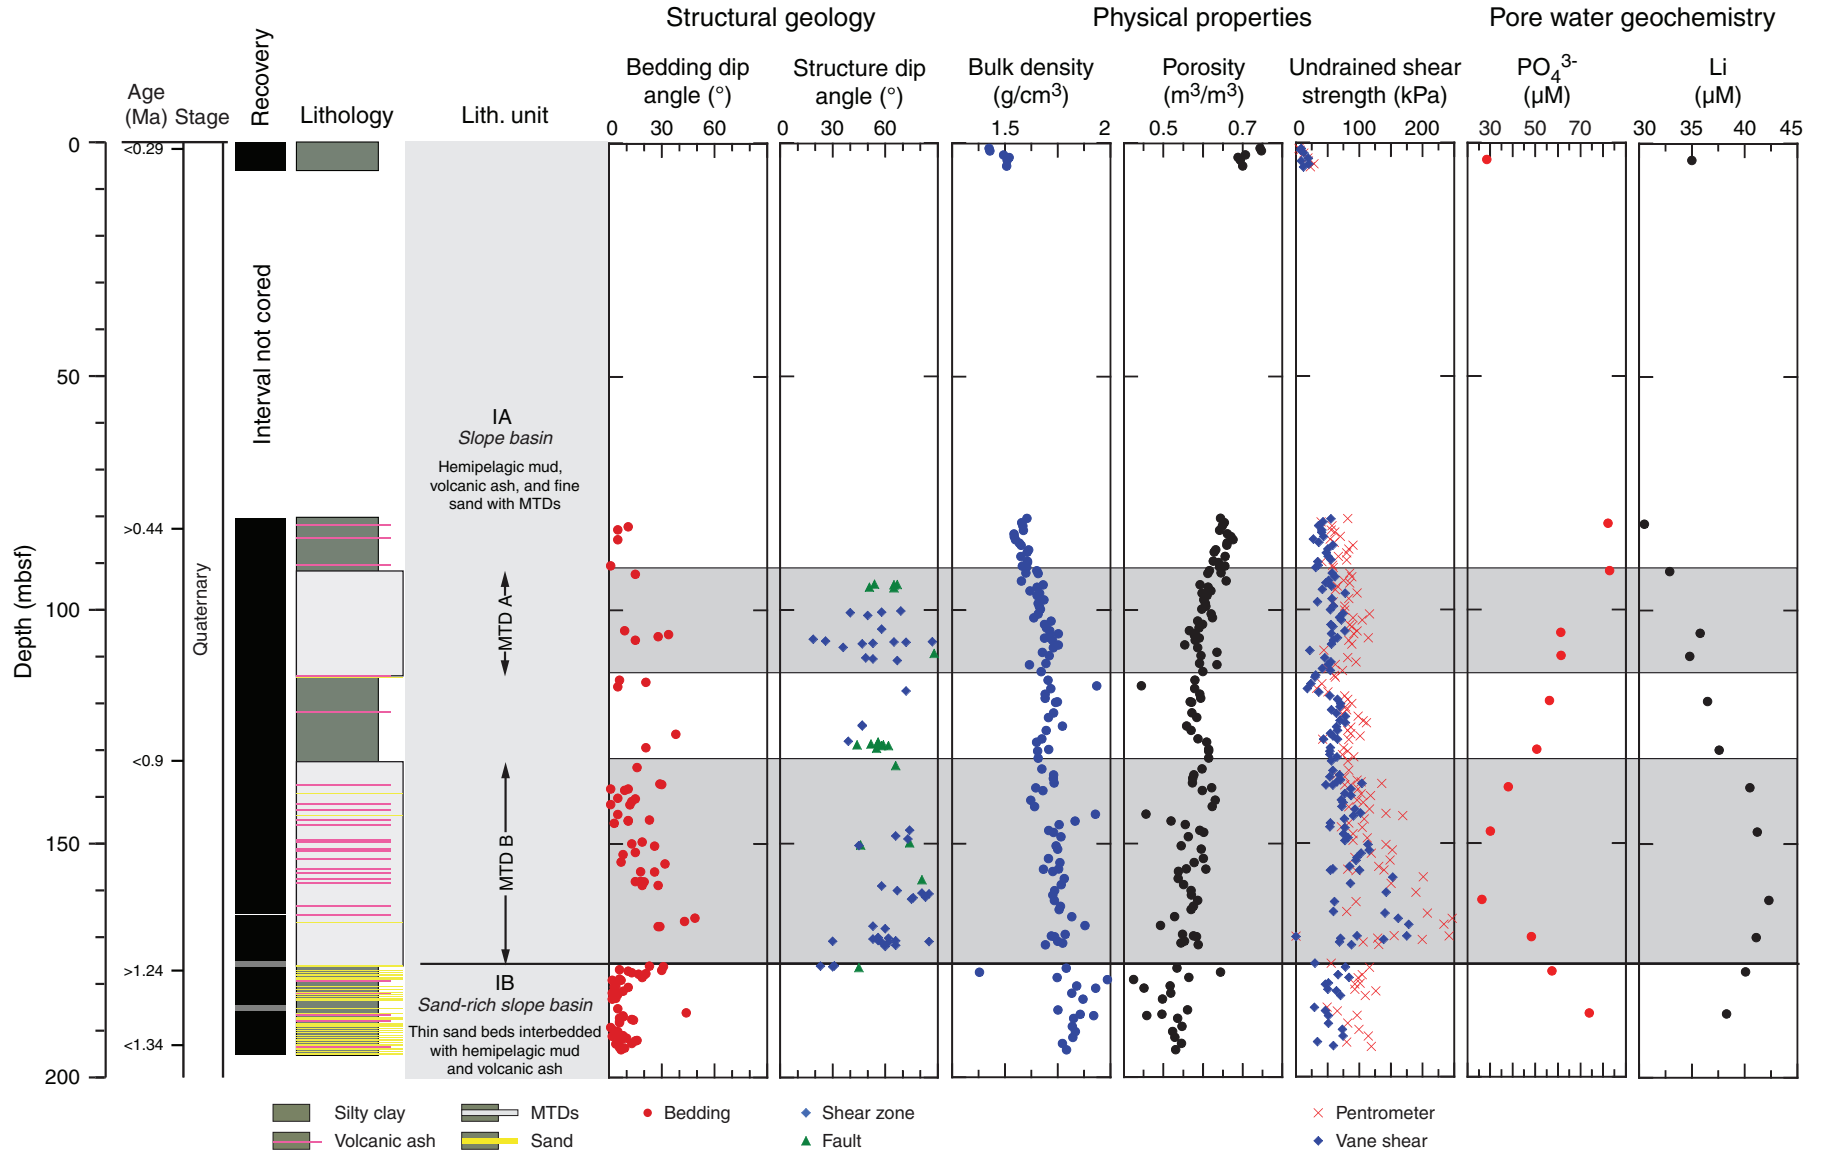 Structural geology
Physical properties
Pore water geochemistry
Age
(Ma)
Stage
Recovery
Lithology
Lith. unit
Bedding dip
angle (°)
Structure dip
angle (°)
Bulk density
(g/cm³)
Porosity
(m³/m³)
Undrained shear
strength (kPa)
PO₄³⁻
(µM)
Li
(µM)
0 30 60
0 30 60
1.5 2
0.5 0.7
0 100 200
30 50 70
30 35 40 45
Depth (mbsf)
0
50
100
150
200
<0.29
>0.44
<0.9
>1.24
<1.34
Quaternary
Interval not cored
IA
Slope basin
Hemipelagic mud,
volcanic ash, and fine
sand with MTDs
MTD A
MTD B
IB
Sand-rich slope basin
Thin sand beds interbedded
with hemipelagic mud
and volcanic ash
Silty clay
Volcanic ash
MTDs
Sand
Bedding
Shear zone
Fault
Pentrometer
Vane shear